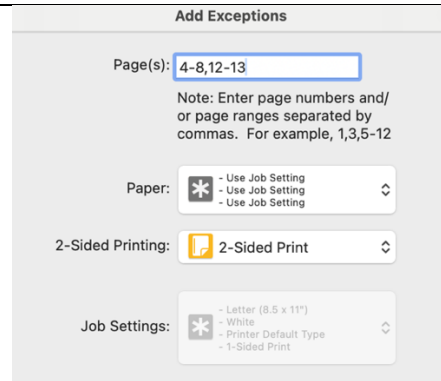 Add Exceptions
Page(s): 4-8,12-13
Note: Enter page numbers and/
or page ranges separated by
commas. For example, 1,3,5-12
Paper:
- Use Job Setting
- Use Job Setting
- Use Job Setting
2-Sided Printing: 2-Sided Print
Job Settings:
- Letter (8.5 x 11")
- White
- Printer Default Type
- 1-Sided Print